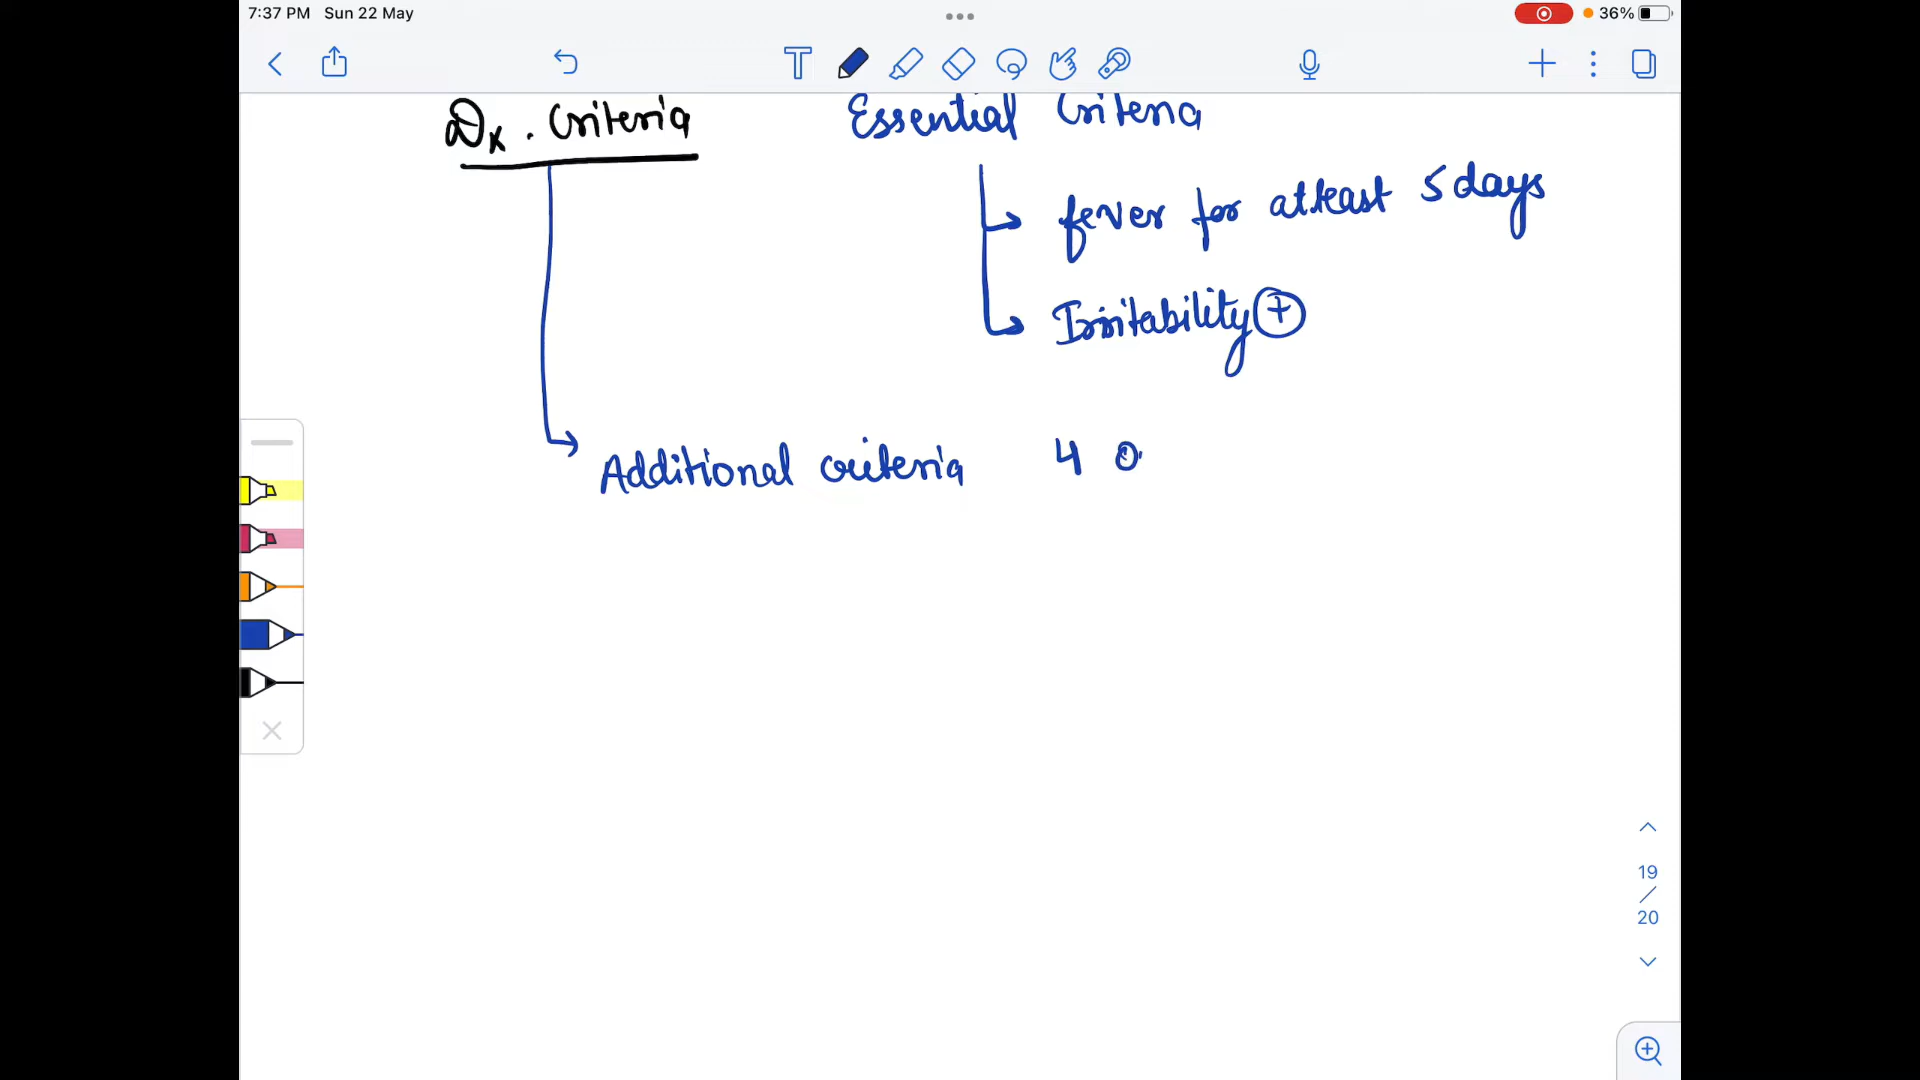 7:37 PM Sun 22 May
36%
Dx. Criteria
Essential Criteria
fever for atleast 5 days
Irritability +
Additional criteria 4 o
19
/
20